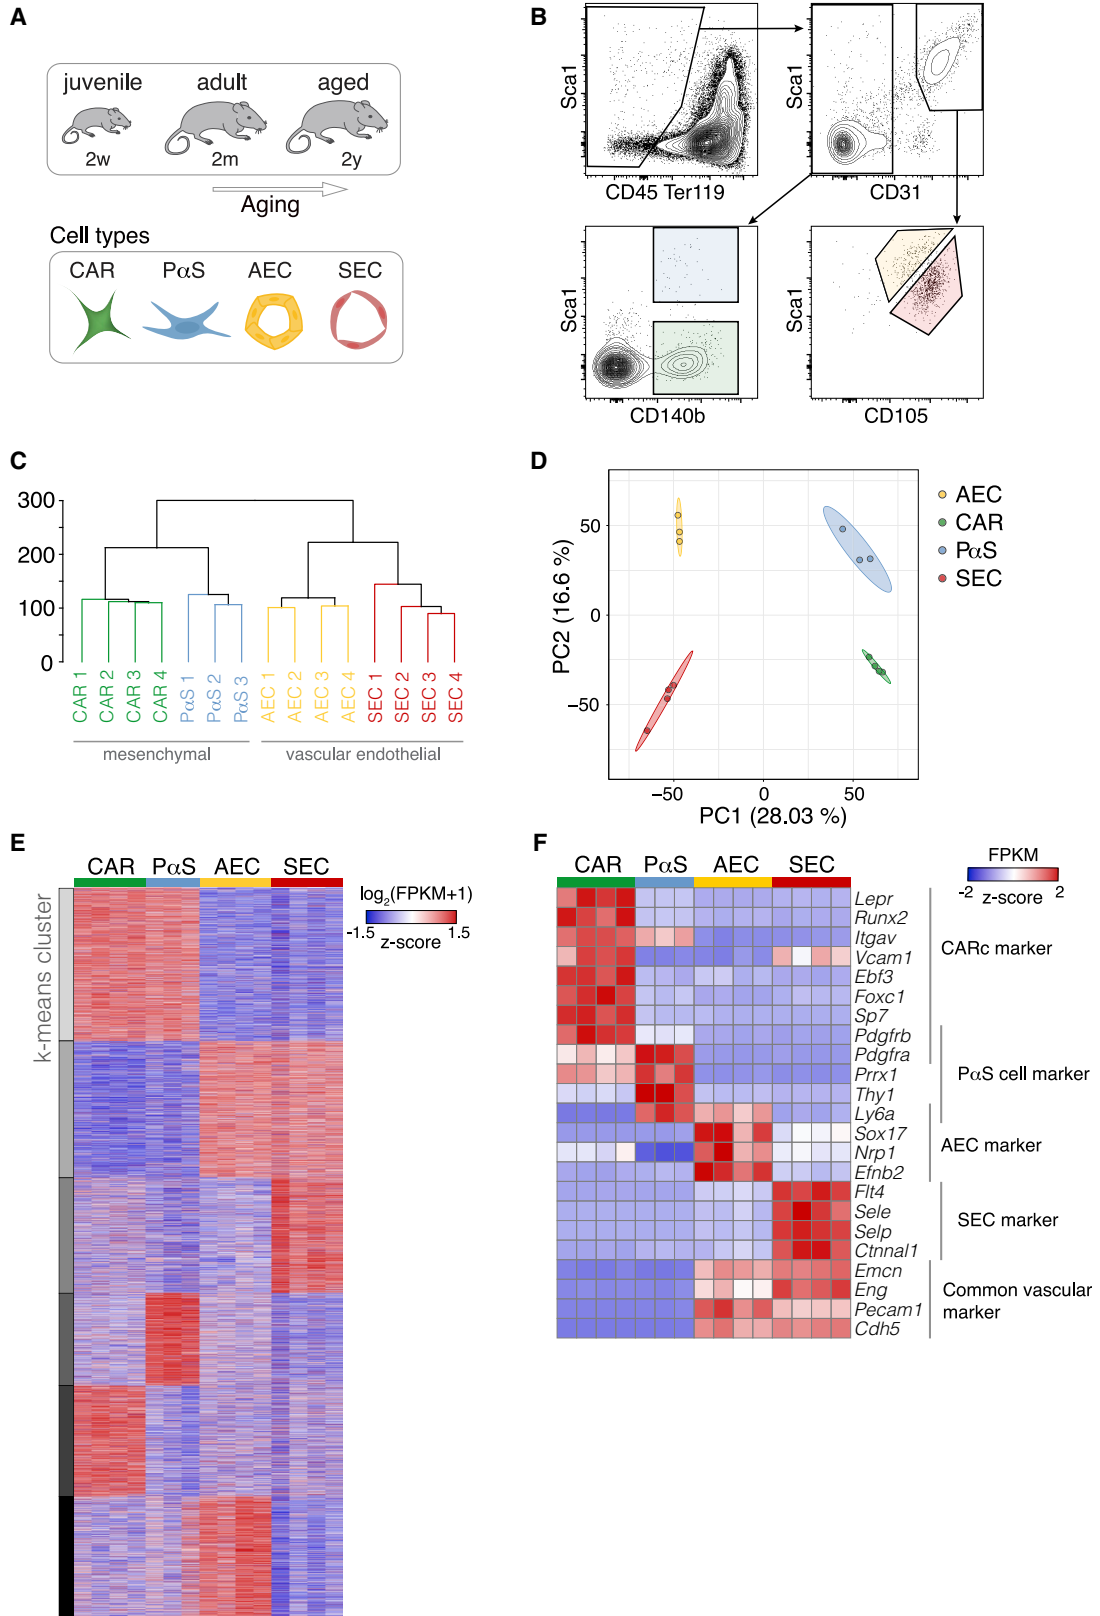 A
juvenile adult aged
2w 2m 2y
Aging
Cell types
CAR PαS AEC SEC
B
Sca1
CD45 Ter119
Sca1
CD31
Sca1
CD140b
Sca1
CD105
C
300
200
100
0
CAR 1
CAR 2
CAR 3
CAR 4
PαS 1
PαS 2
PαS 3
AEC 1
AEC 2
AEC 3
AEC 4
SEC 1
SEC 2
SEC 3
SEC 4
mesenchymal
vascular endothelial
D
PC2 (16.6 %)
50
0
−50
−50 0 50
PC1 (28.03 %)
AEC
CAR
PαS
SEC
E
CAR PαS AEC SEC
k-means cluster
log2(FPKM+1)
-1.5 1.5
z-score
F
CAR PαS AEC SEC
FPKM
-2 2
z-score
Lepr
Runx2
Itgav
Vcam1
Ebf3
Foxc1
Sp7
Pdgfrb
Pdgfra
Prrx1
Thy1
Ly6a
Sox17
Nrp1
Efnb2
Flt4
Sele
Selp
Ctnnal1
Emcn
Eng
Pecam1
Cdh5
CARc marker
PαS cell marker
AEC marker
SEC marker
Common vascular
marker